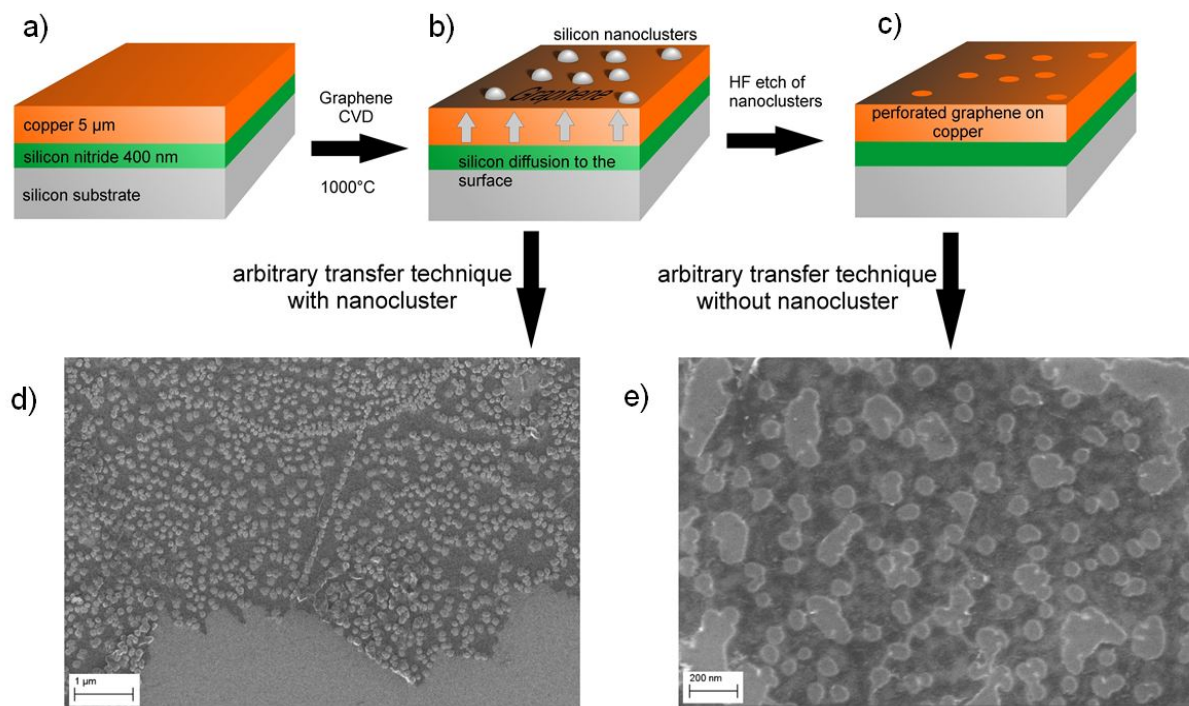 a)
copper 5 µm
silicon nitride 400 nm
silicon substrate
Graphene
CVD
1000°C
b)
silicon nanoclusters
Graphene
silicon diffusion to the
surface
HF etch of
nanoclusters
c)
perforated graphene on
copper
arbitrary transfer technique
with nanocluster
arbitrary transfer technique
without nanocluster
d)
1 µm
e)
200 nm